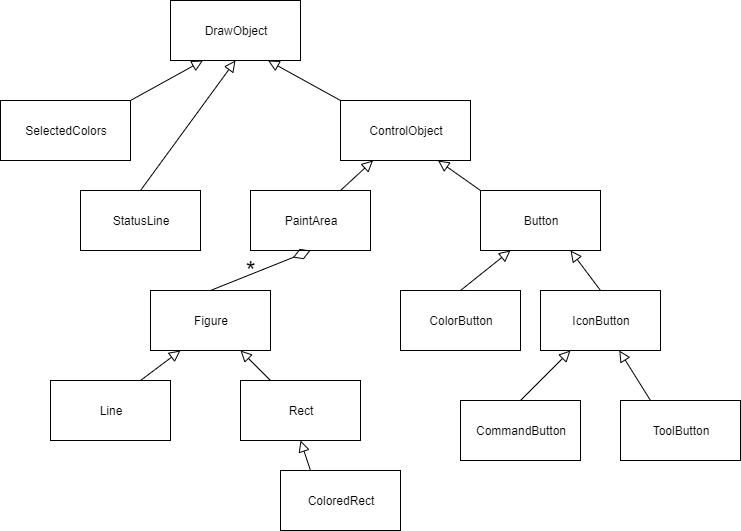 DrawObject
SelectedColors
ControlObject
StatusLine
PaintArea
Button
*
Figure
ColorButton
IconButton
Line
Rect
CommandButton
ToolButton
ColoredRect